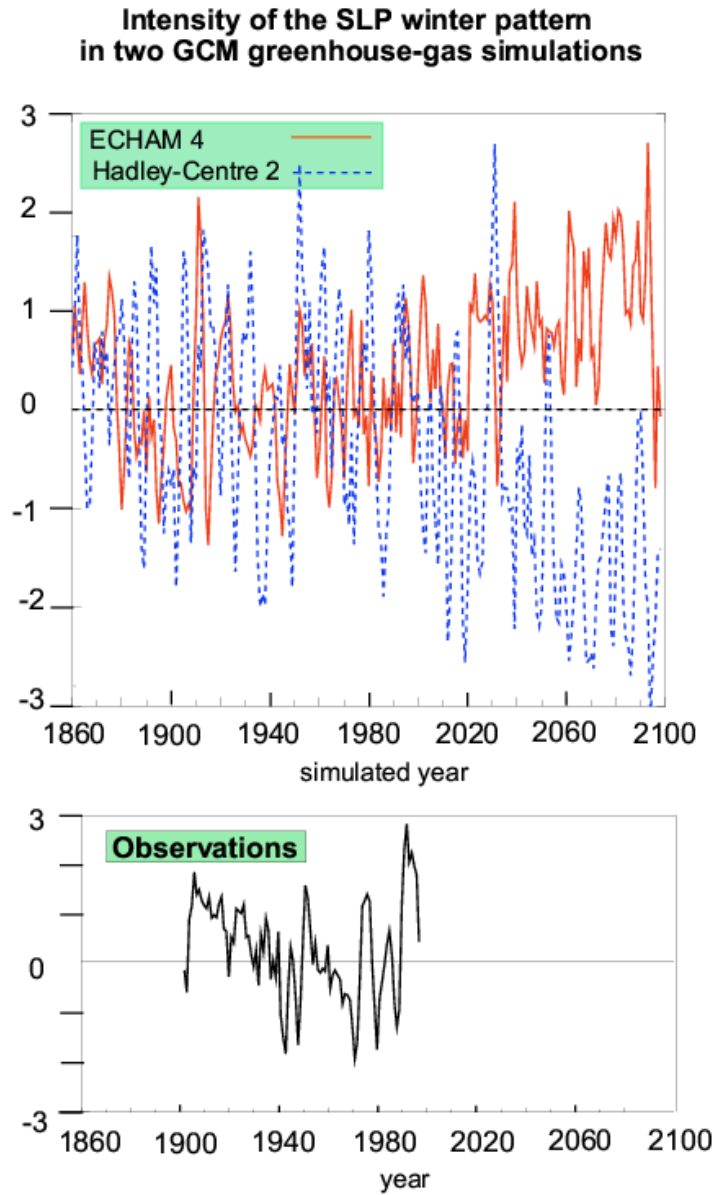 Intensity of the SLP winter pattern
in two GCM greenhouse-gas simulations
3
ECHAM 4
Hadley-Centre 2
2
1
0
-1
-2
-3
1860 1900 1940 1980 2020 2060 2100
simulated year
3
Observations
0
-3
1860 1900 1940 1980 2020 2060 2100
year